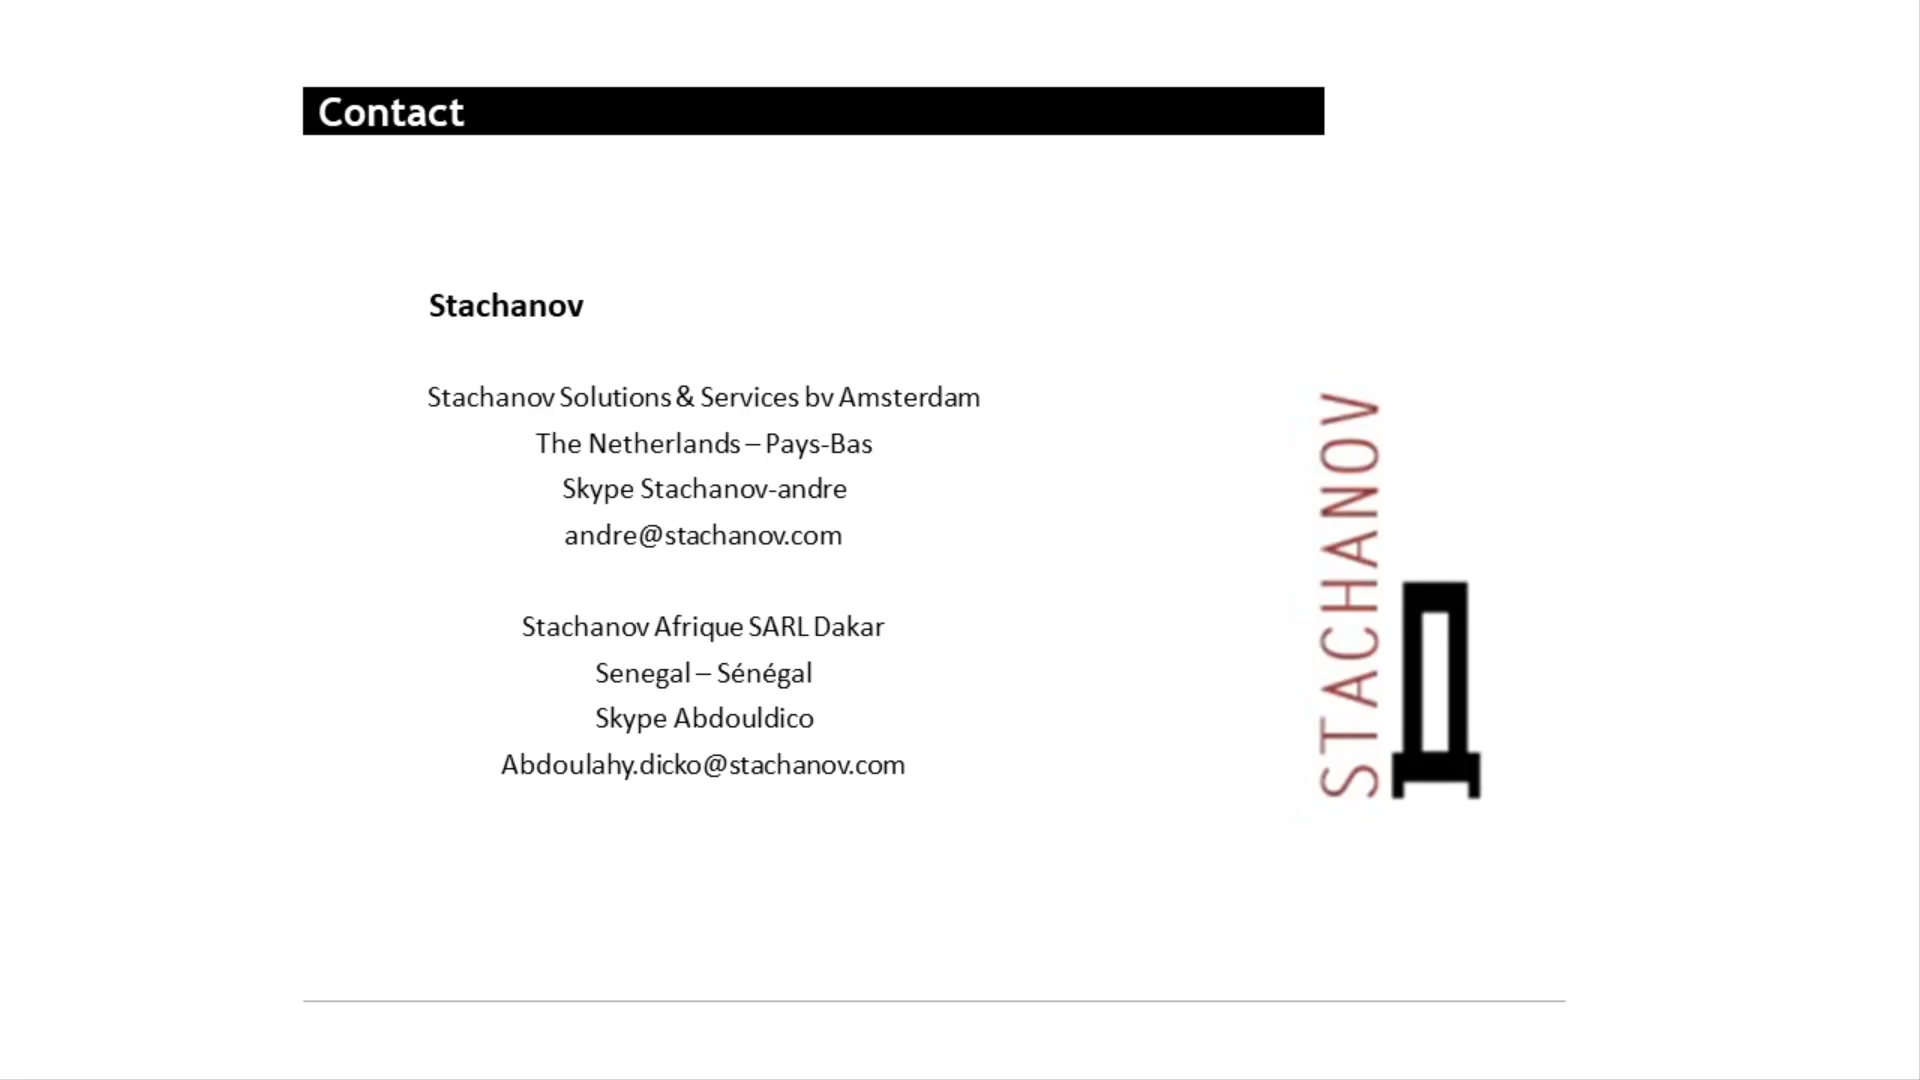 Contact
Stachanov
Stachanov Solutions & Services bv Amsterdam
The Netherlands – Pays-Bas
Skype Stachanov-andre
andre@stachanov.com
Stachanov Afrique SARL Dakar
Senegal – Sénégal
Skype Abdouldico
Abdoulahy.dicko@stachanov.com
STACHANOV
Д